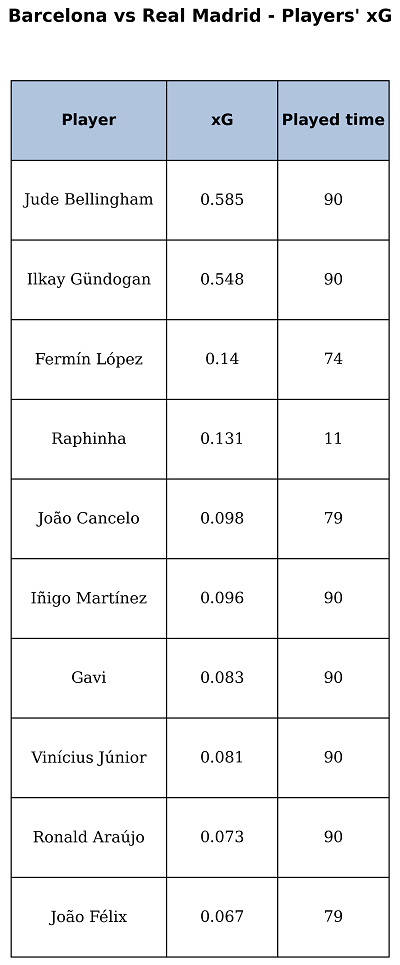 Barcelona vs Real Madrid - Players' xG
Player xG Played time
Jude Bellingham 0.585 90
Ilkay Gündogan 0.548 90
Fermín López 0.14 74
Raphinha 0.131 11
João Cancelo 0.098 79
Iñigo Martínez 0.096 90
Gavi 0.083 90
Vinícius Júnior 0.081 90
Ronald Araújo 0.073 90
João Félix 0.067 79